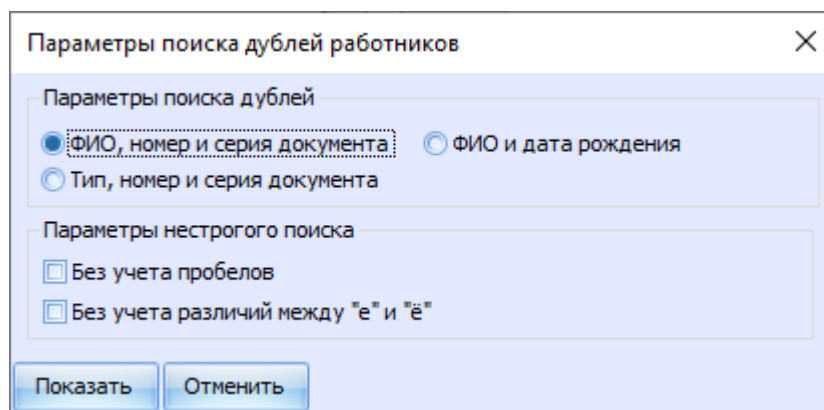 Параметры поиска дублей работников
Параметры поиска дублей
ФИО, номер и серия документа ФИО и дата рождения
Тип, номер и серия документа
Параметры нестрогого поиска
Без учета пробелов
Без учета различий между "е" и "ё"
Показать Отменить